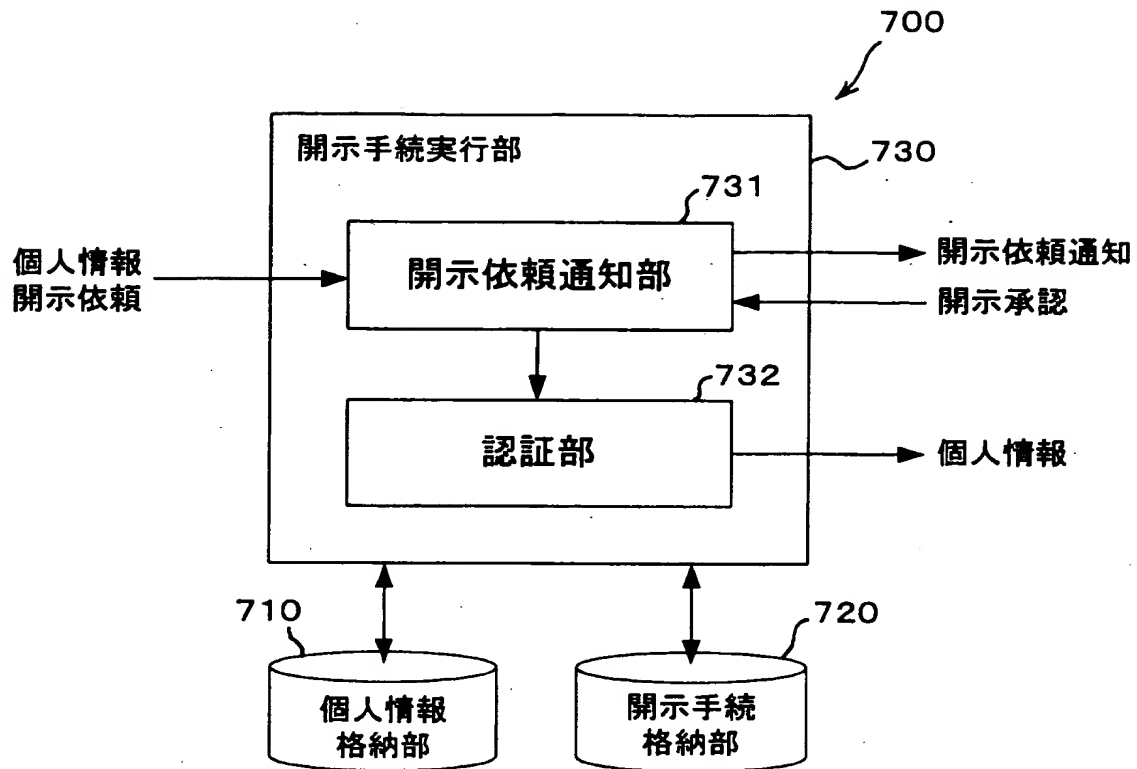 700
開示手続実行部
730
731
個人情報
開示依頼
開示依頼通知部
開示依頼通知
開示承認
732
認証部
個人情報
710
720
個人情報
格納部
開示手続
格納部